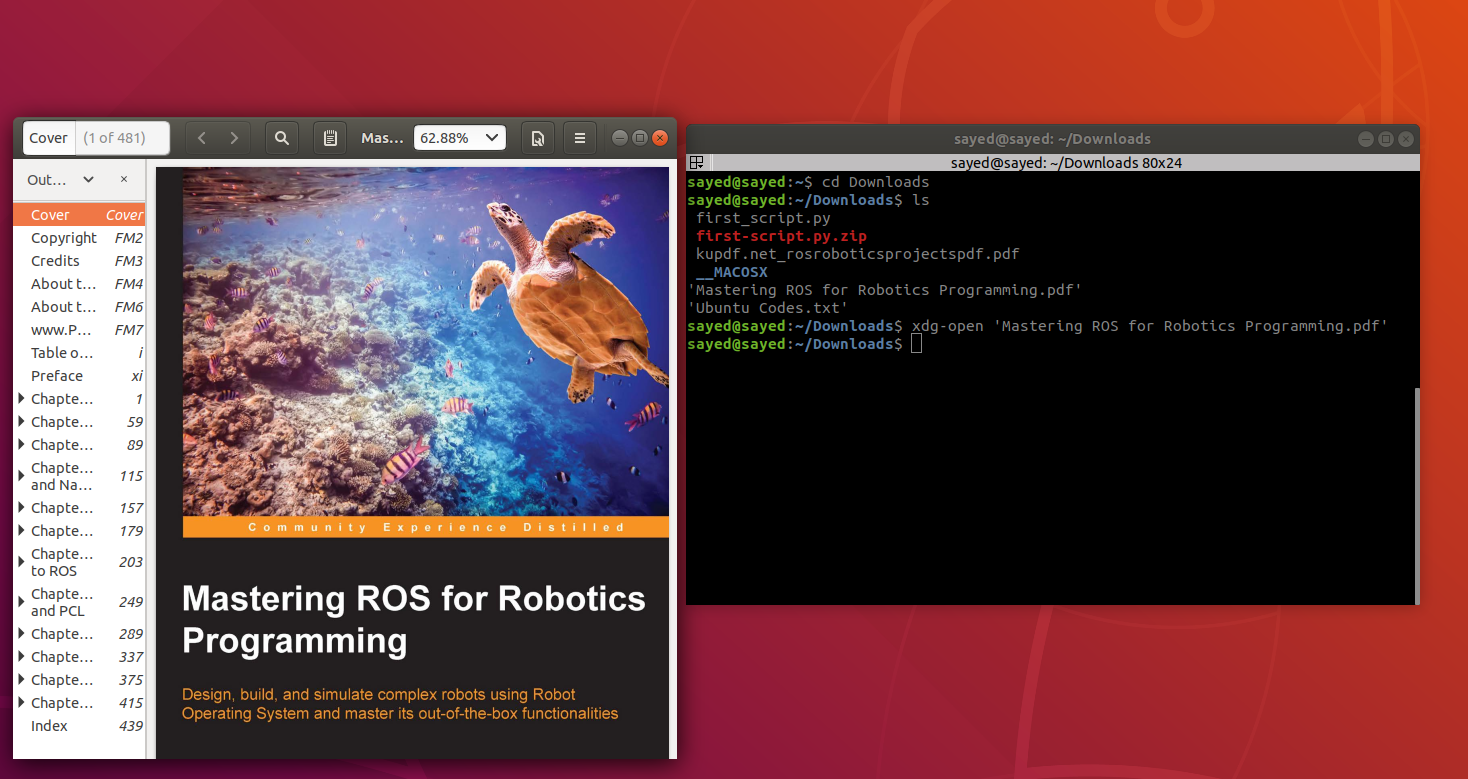 Cover (1 of 481) Mas... 62.88%
Out...
Cover Cover
Copyright FM2
Credits FM3
About t... FM4
About t... FM6
www.P... FM7
Table o... i
Preface xi
Chapte... 1
Chapte... 59
Chapte... 89
Chapte...
and Na... 115
Chapte... 157
Chapte... 179
Chapte...
to ROS 203
Chapte...
and PCL 249
Chapte... 289
Chapte... 337
Chapte... 375
Chapte... 415
Index 439
Community Experience Distilled
Mastering ROS for Robotics
Programming
Design, build, and simulate complex robots using Robot
Operating System and master its out-of-the-box functionalities
sayed@sayed: ~/Downloads
sayed@sayed: ~/Downloads 80x24
sayed@sayed:~$ cd Downloads
sayed@sayed:~/Downloads$ ls
first_script.py
first-script.py.zip
kupdf.net_rosroboticsprojectspdf.pdf
__MACOSX
'Mastering ROS for Robotics Programming.pdf'
'Ubuntu Codes.txt'
sayed@sayed:~/Downloads$ xdg-open 'Mastering ROS for Robotics Programming.pdf'
sayed@sayed:~/Downloads$